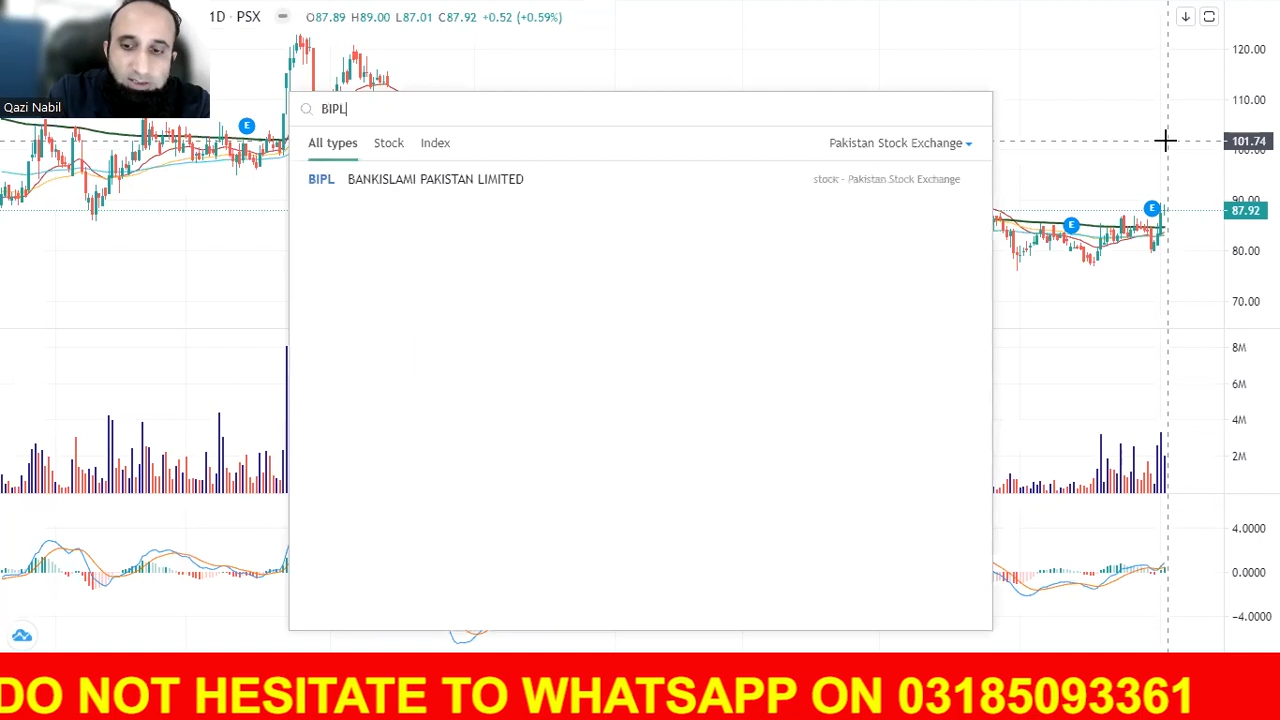 1D · PSX
O87.89 H89.00 L87.01 C87.92 +0.52 (+0.59%)
Qazi Nabil
BIPL
All types Stock Index Pakistan Stock Exchange
BIPL BANKISLAMI PAKISTAN LIMITED stock - Pakistan Stock Exchange
E
E
E
120.00
110.00
101.74
87.92
80.00
70.00
8M
6M
4M
2M
4.0000
0.0000
−4.0000
DO NOT HESITATE TO WHATSAPP ON 03185093361